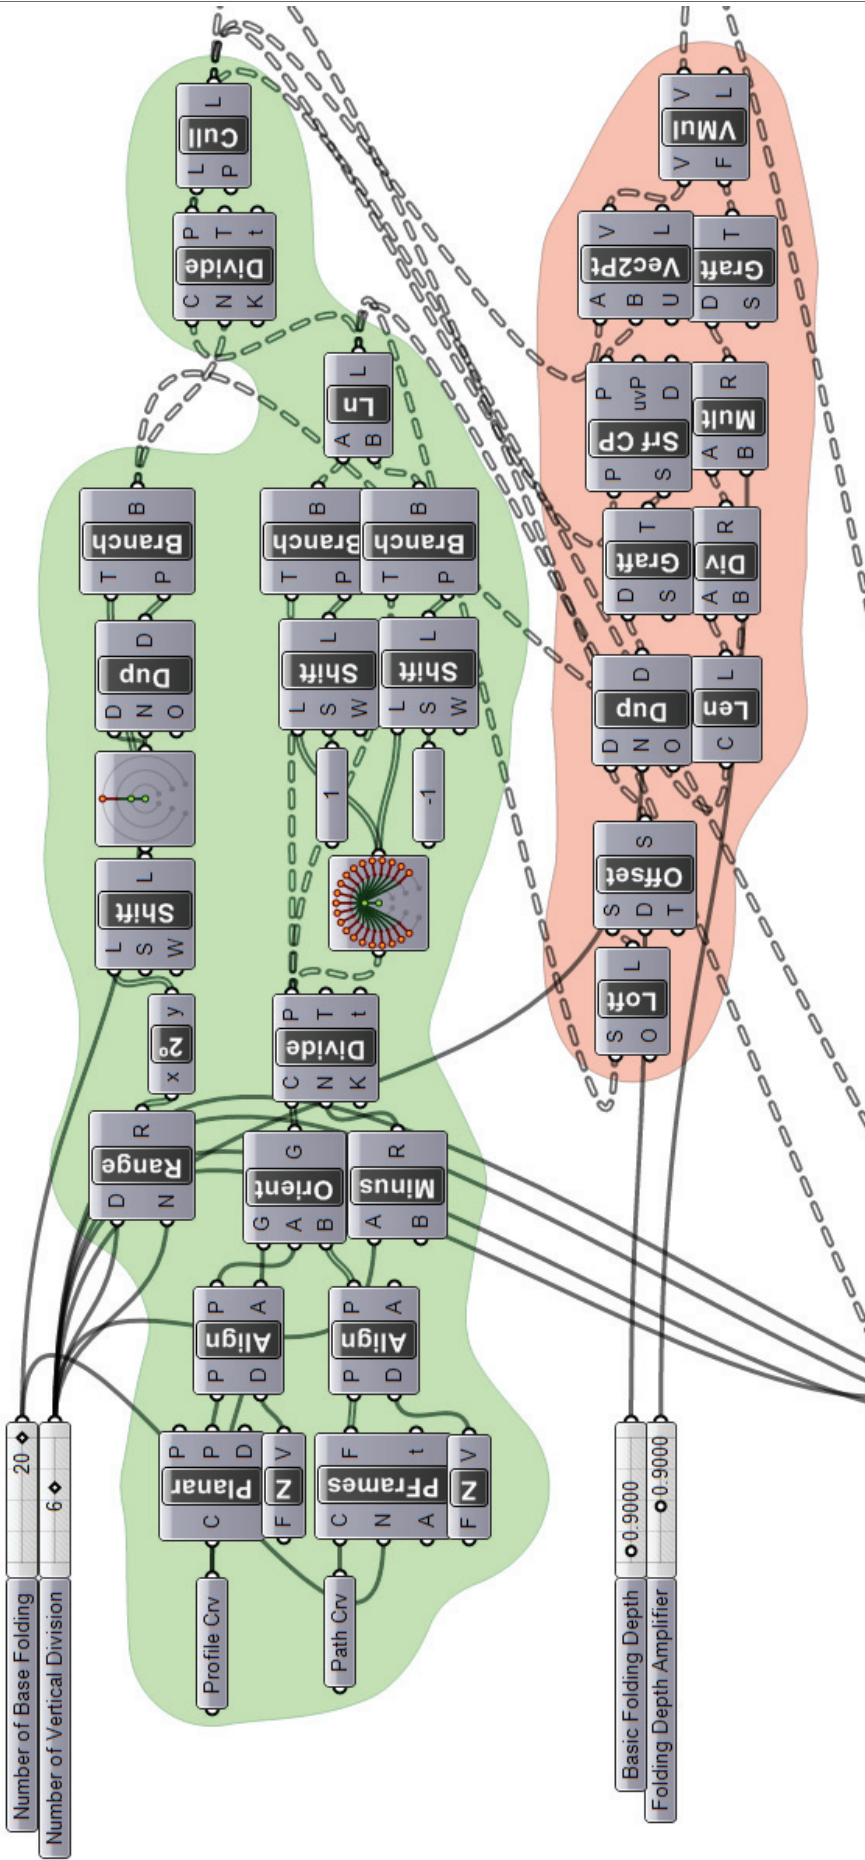 Number of Base Folding
20
Number of Vertical Division
6
Profile Crv
Path Crv
C Planar P P D
F Z V
C N A PFrames F t
F Z V
P D Align P A
P D Align P A
G A B Orient G
A B Minus R
D N Range R
x 2º y
C N K Divide P T t
L S W Shift L
D N O Dup D
T P Branch B
1
-1
L S W Shift L
L S W Shift L
T P Branch B
T P Branch B
A B Ln L
C N K Divide P T t
L P Cull L
Basic Folding Depth
0.9000
Folding Depth Amplifier
0.9000
S O Loft L
S D T Offset S
D N O Dup D
C Len L
D S Graft T
A B Div R
P S Srf CP P uvP D
A B Mult R
A B U Vec2Pt V L
D S Graft T
V F VMul V L